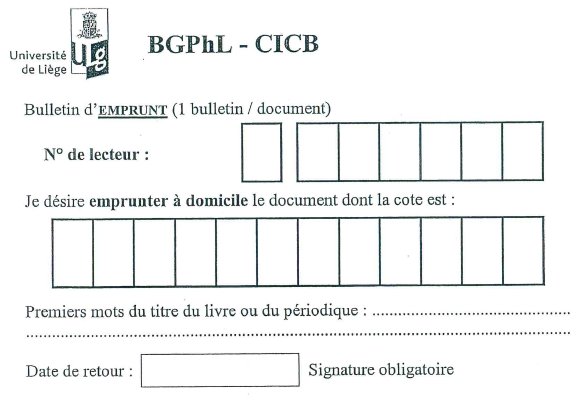 Université
de Liège
ULg
BGPhL - CICB
Bulletin d'EMPRUNT (1 bulletin / document)
N° de lecteur :
Je désire emprunter à domicile le document dont la cote est :
Premiers mots du titre du livre ou du périodique : ..........................................
....................................................................................................................
Date de retour :
Signature obligatoire